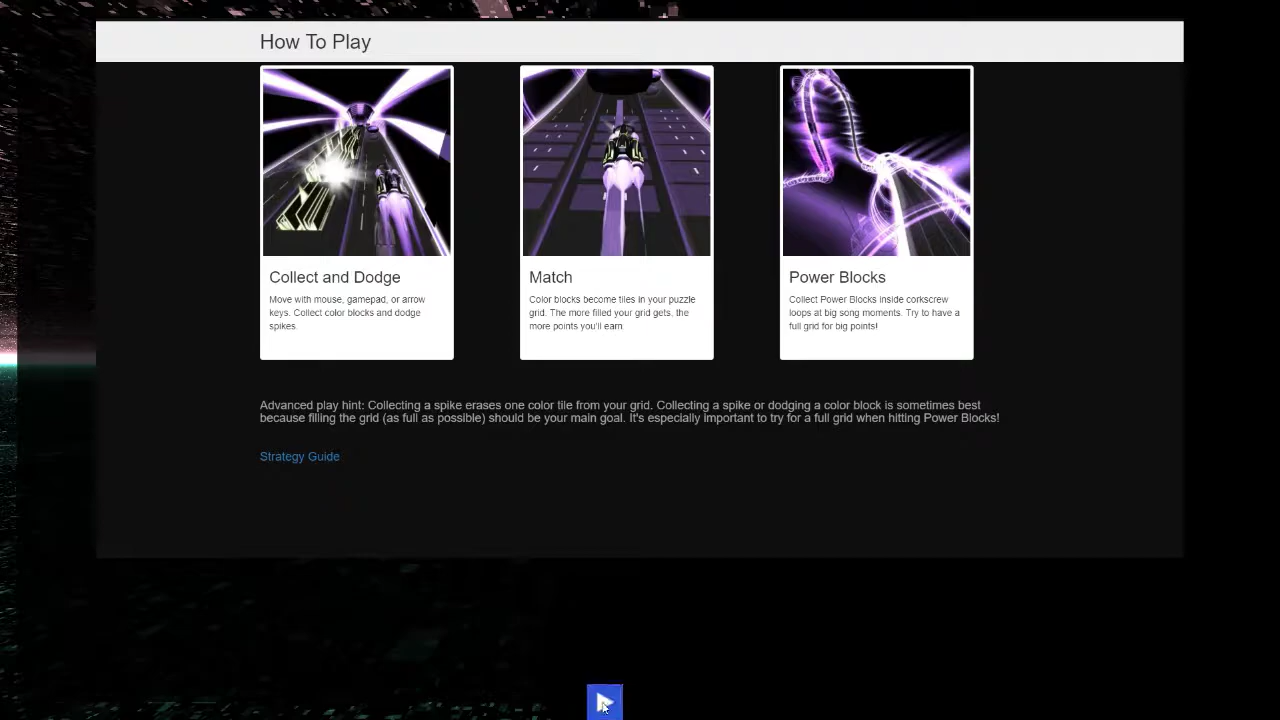 How To Play
Collect and Dodge
Move with mouse, gamepad, or arrow
keys. Collect color blocks and dodge
spikes.
Match
Color blocks become tiles in your puzzle
grid. The more filled your grid gets, the
more points you'll earn.
Power Blocks
Collect Power Blocks inside corkscrew
loops at big song moments. Try to have a
full grid for big points!
Advanced play hint: Collecting a spike erases one color tile from your grid. Collecting a spike or dodging a color block is sometimes best
because filling the grid (as full as possible) should be your main goal. It's especially important to try for a full grid when hitting Power Blocks!
Strategy Guide